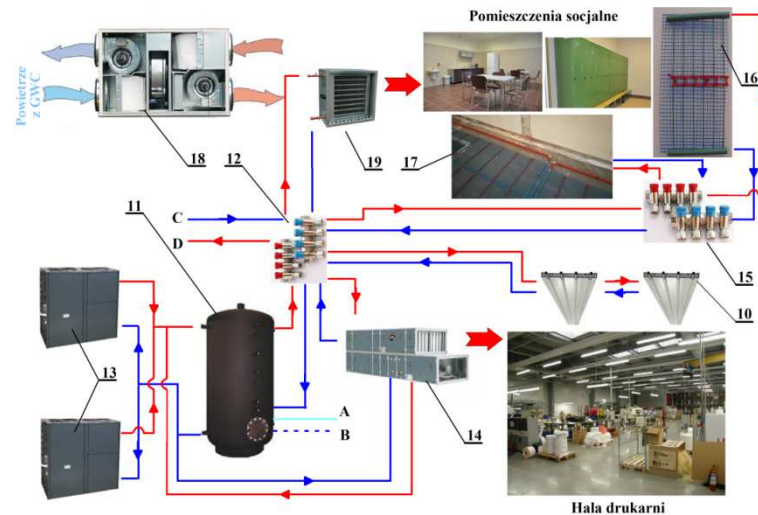 Pomieszczenia socjalne
Powietrze
z GWC
18
19
16
17
12
11
C
D
15
10
13
14
A
B
Hala drukarni